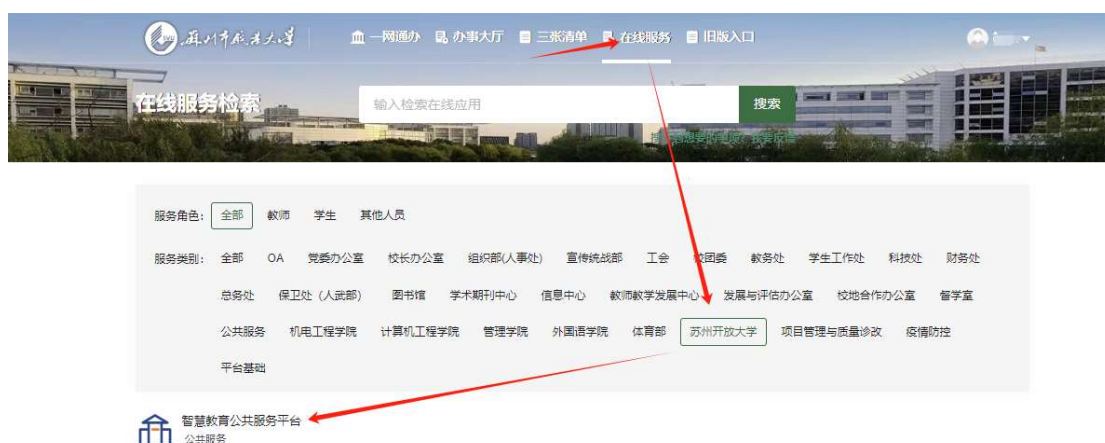 苏州市职业大学
一网通办 办事大厅 三张清单 在线服务 旧版入口
在线服务检索 输入检索在线应用 搜索
服务角色: 全部 教师 学生 其他人员
服务类别: 全部 OA 党委办公室 校长办公室 组织部(人事处) 宣传统战部 工会 校团委 教务处 学生工作处 科技处 财务处
总务处 保卫处（人武部） 图书馆 学术期刊中心 信息中心 教师教学发展中心 发展与评估办公室 校地合作办公室 督学室
公共服务 机电工程学院 计算机工程学院 管理学院 外国语学院 体育部 苏州开放大学 项目管理与质量诊改 疫情防控
平台基础
智慧教育公共服务平台
公共服务